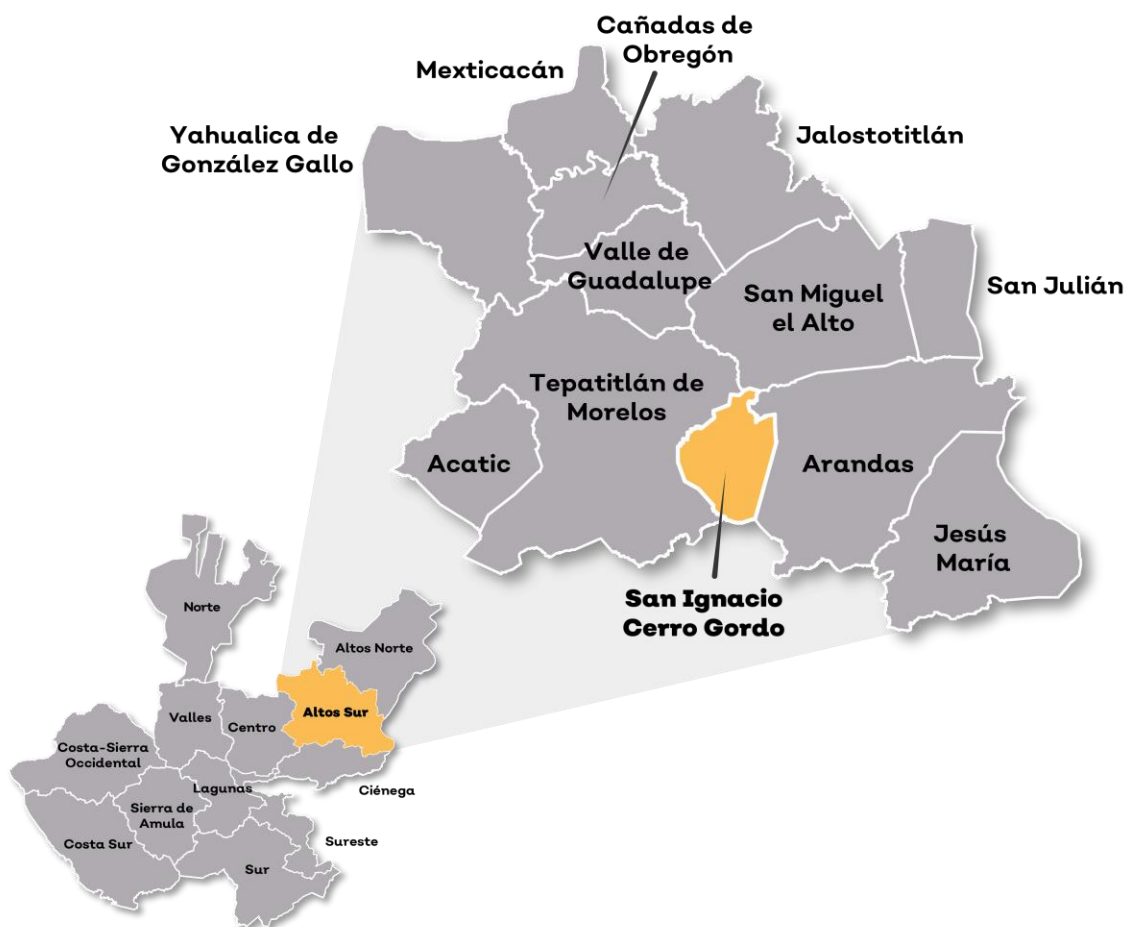 Cañadas de
Obregón
Mexticacán
Yahualica de
González Gallo
Jalostotitlán
Valle de
Guadalupe
San Miguel
el Alto
San Julián
Tepatitlán de
Morelos
Acatic
Arandas
Jesús
María
San Ignacio
Cerro Gordo
Norte
Altos Norte
Altos Sur
Valles
Centro
Costa-Sierra
Occidental
Lagunas
Ciénega
Sierra de
Amula
Costa Sur
Sureste
Sur